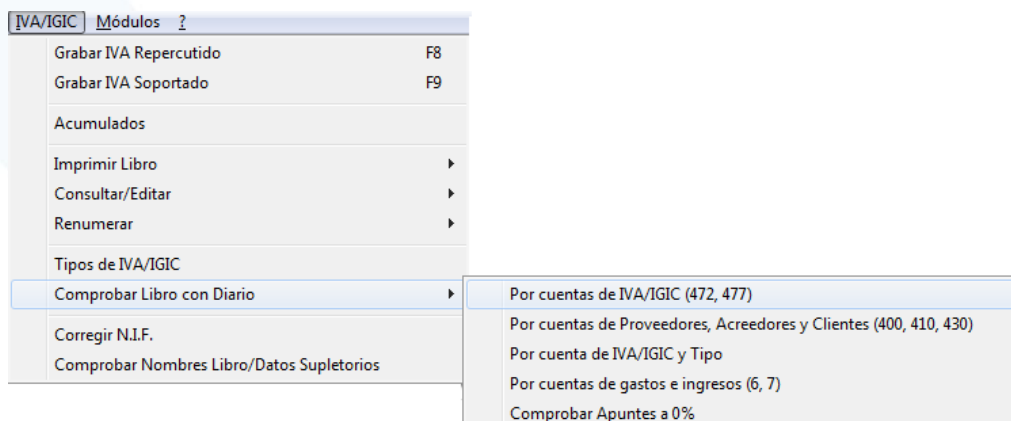 IVA/IGIC Módulos ?
Grabar IVA Repercutido F8
Grabar IVA Soportado F9
Acumulados
Imprimir Libro
Consultar/Editar
Renumerar
Tipos de IVA/IGIC
Comprobar Libro con Diario
Por cuentas de IVA/IGIC (472, 477)
Por cuentas de Proveedores, Acreedores y Clientes (400, 410, 430)
Corregir N.I.F.
Por cuenta de IVA/IGIC y Tipo
Comprobar Nombres Libro/Datos Supletorios
Por cuentas de gastos e ingresos (6, 7)
Comprobar Apuntes a 0%